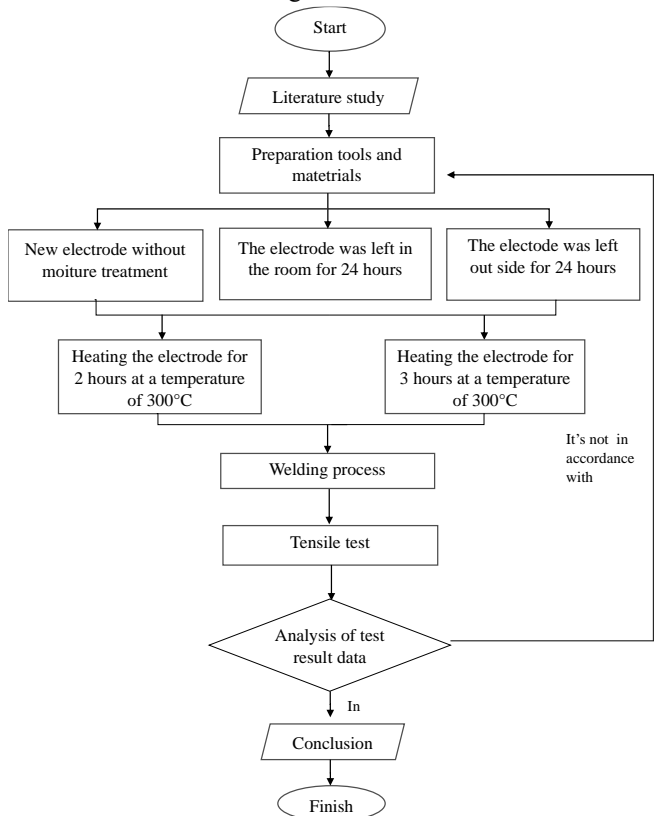 Start
Literature study
Preparation tools and
matetrials
New electrode without
moiture treatment
The electrode was left in
the room for 24 hours
The electode was left
out side for 24 hours
Heating the electrode for
2 hours at a temperature
of 300°C
Heating the electrode for
3 hours at a temperature
of 300°C
It's not in
accordance
with
Welding process
Tensile test
Analysis of test
result data
In
Conclusion
Finish